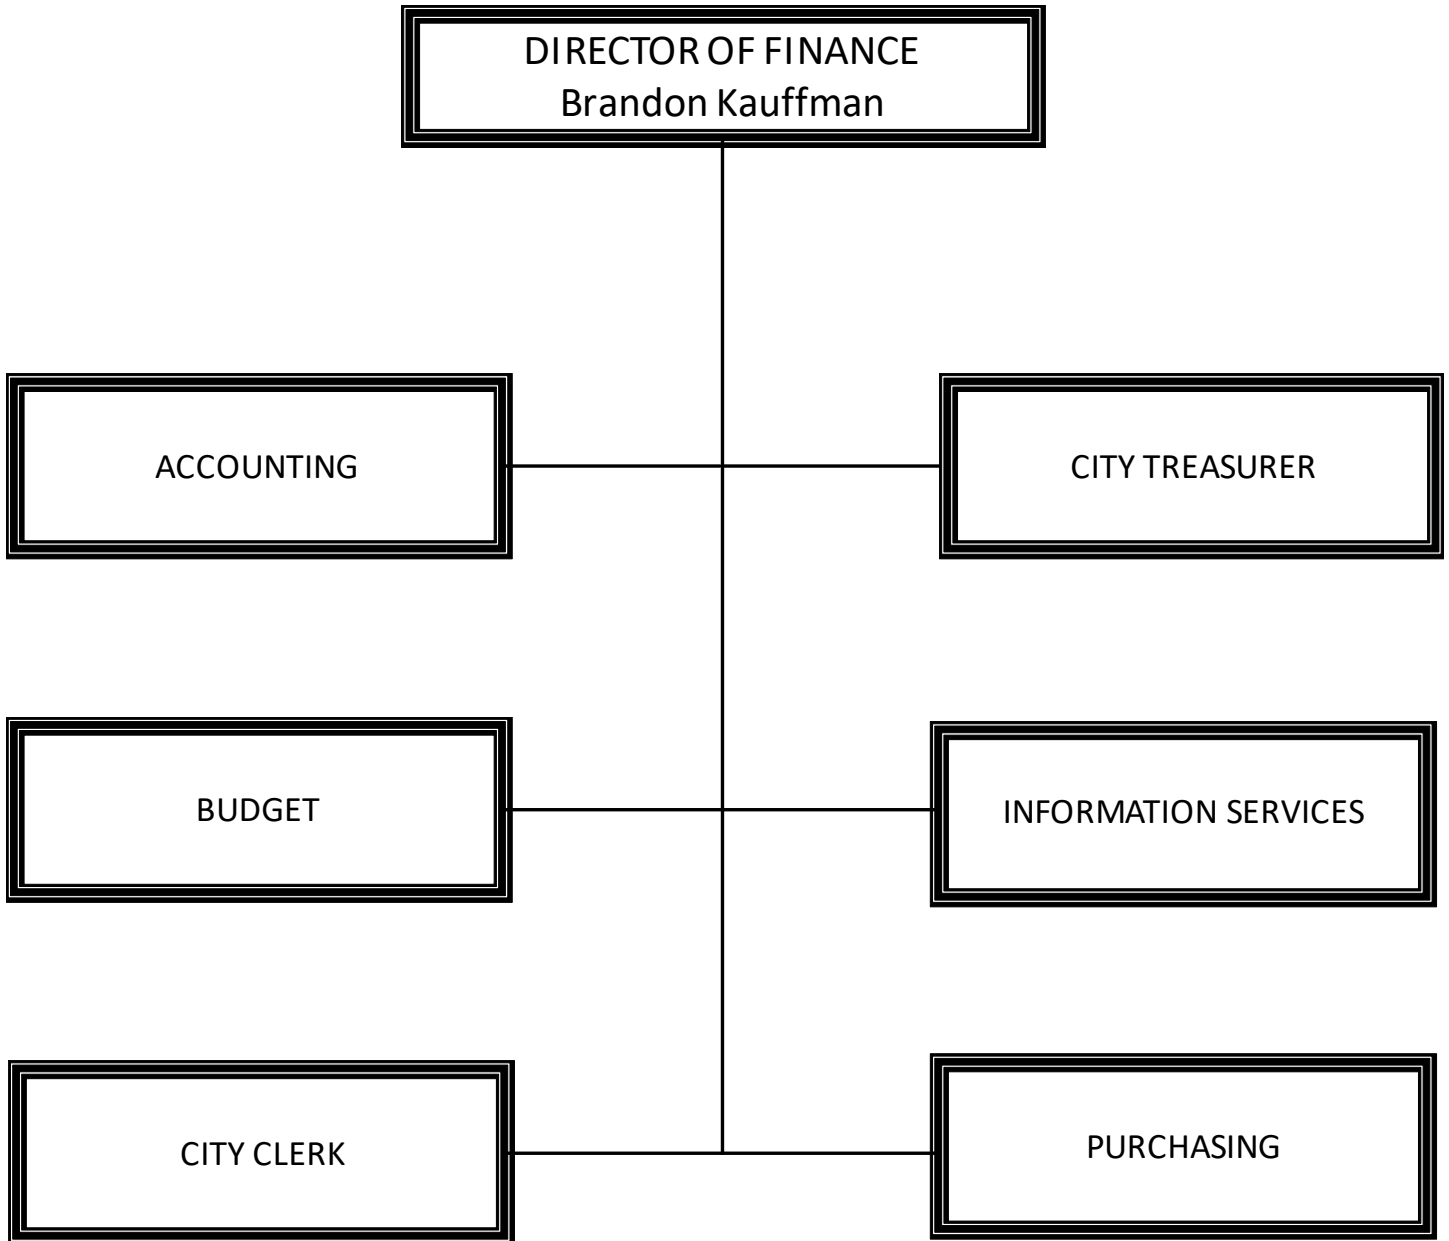 DIRECTOR OF FINANCE
Brandon Kauffman
ACCOUNTING
CITY TREASURER
BUDGET
INFORMATION SERVICES
CITY CLERK
PURCHASING